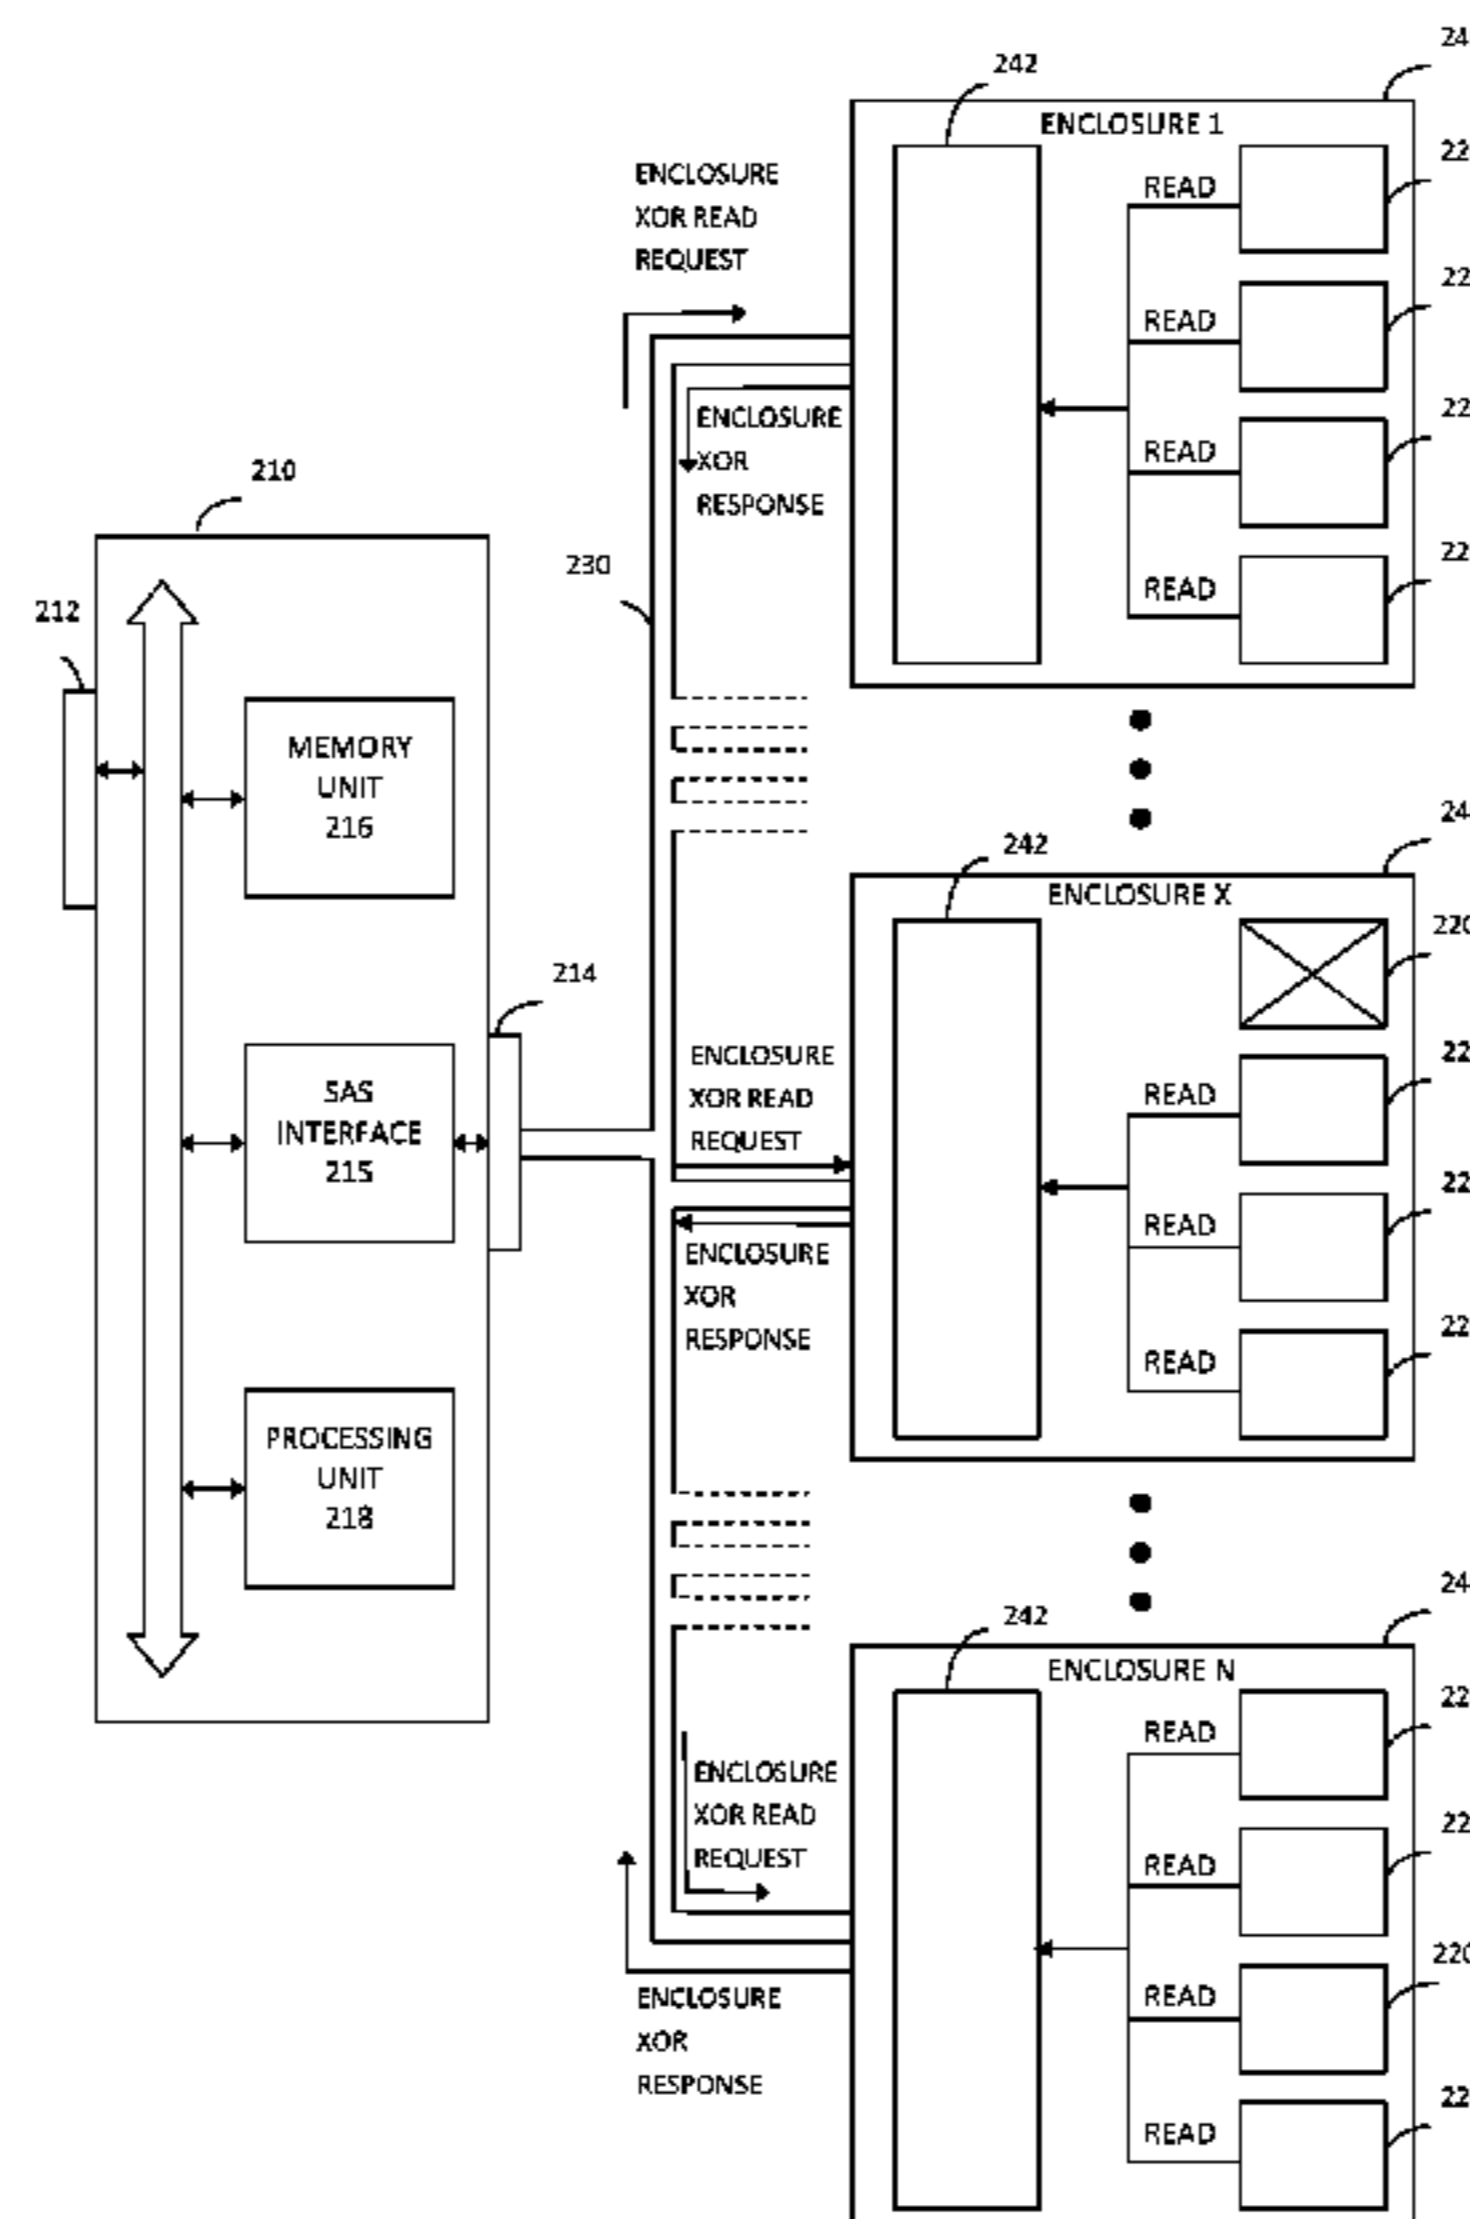 242
24
ENCLOSURE 1
22
READ
ENCLOSURE
XOR READ
REQUEST
22
READ
22
ENCLOSURE
XOR
RESPONSE
READ
22
READ
210
230
212
MEMORY
UNIT
216
24
242
ENCLOSURE X
220
214
22
ENCLOSURE
XOR READ
REQUEST
READ
SAS
INTERFACE
215
22
READ
ENCLOSURE
XOR
RESPONSE
22
READ
PROCESSING
UNIT
218
24
242
ENCLOSURE N
22
READ
ENCLOSURE
XOR READ
REQUEST
22
READ
220
READ
ENCLOSURE
XOR
RESPONSE
22
READ